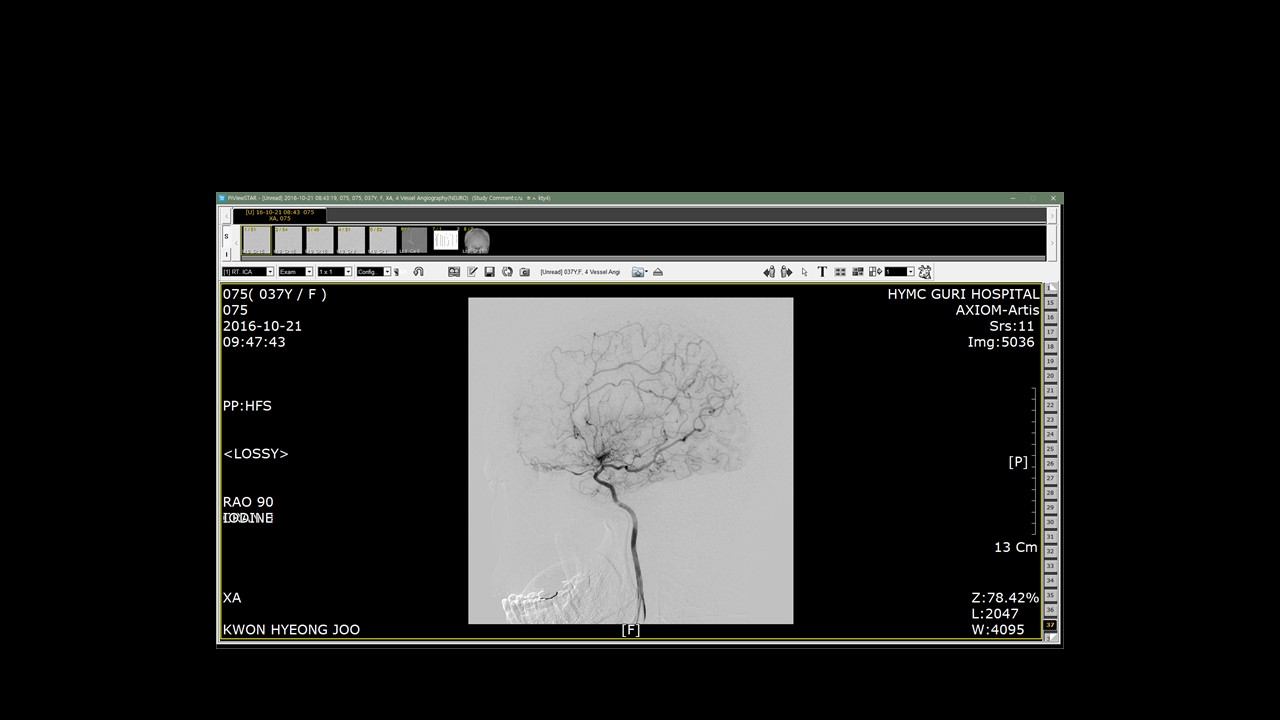 PiViewSTAR - [Unread] 2016-10-21 08:43:19, 075, 075, 037Y, F, XA, 4 Vessel Angiography(NEURO) (Study Comment:c/u
[U] 16-10-21 08:43 075
XA, 075
S
I
[1] RT. ICA
Exam
1 x 1
Config.
[Unread] 037Y,F, 4 Vessel Angi
T
1
075( 037Y / F )
075
2016-10-21
09:47:43
PP:HFS
<LOSSY>
RAO 90
IODINE
XA
KWON HYEONG JOO
HYMC GURI HOSPITAL
AXIOM-Artis
Srs:11
Img:5036
[P]
13 Cm
Z:78.42%
L:2047
W:4095
[F]
15
16
17
18
19
20
21
22
23
24
25
26
27
28
29
30
31
32
33
34
35
36
37